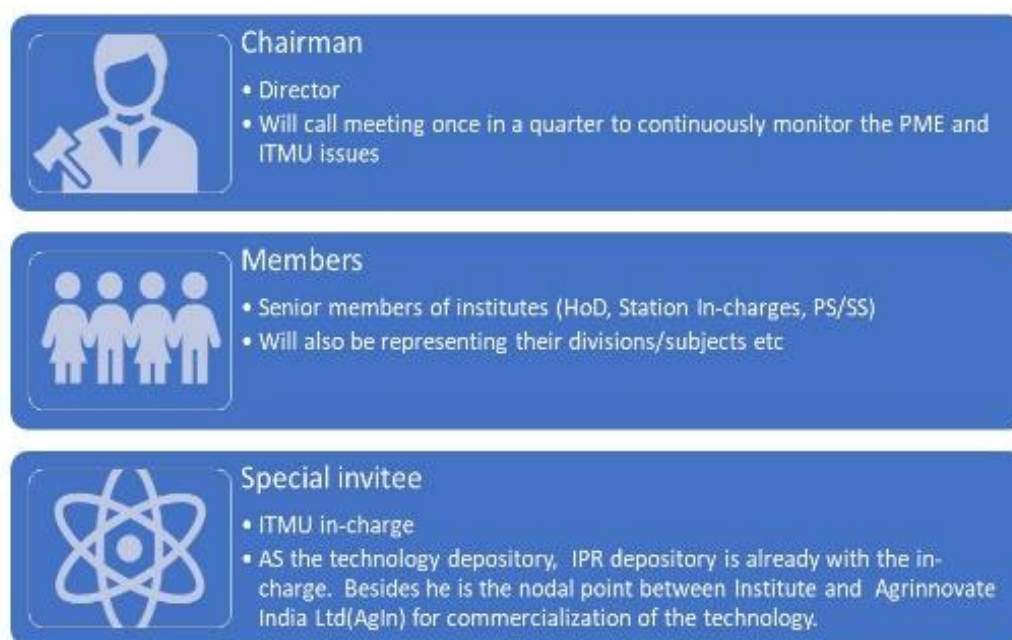 Chairman
• Director
• Will call meeting once in a quarter to continuously monitor the PME and
ITMU issues
Members
• Senior members of institutes (HoD, Station In-charges, PS/SS)
• Will also be representing their divisions/subjects etc
Special invitee
• ITMU in-charge
• AS the technology depository, IPR depository is already with the in-
charge. Besides he is the nodal point between Institute and Agrinnovate
India Ltd(AgIn) for commercialization of the technology.